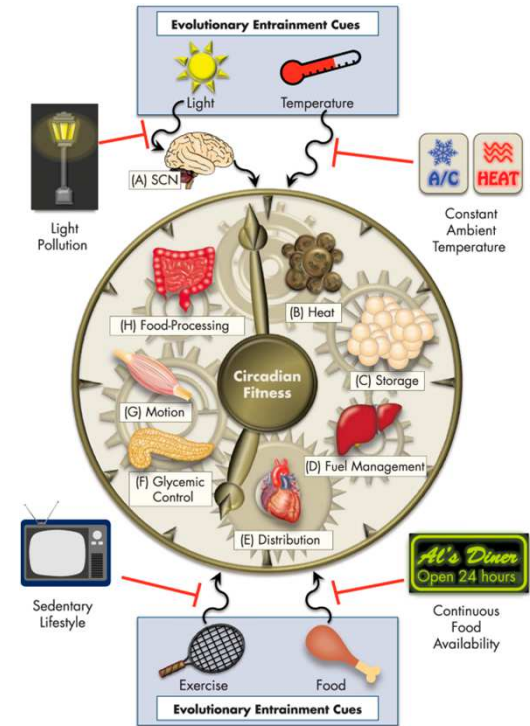 Evolutionary Entrainment Cues
Light
Temperature
(A) SCN
Light
Pollution
A/C
HEAT
Constant
Ambient
Temperature
(H) Food-Processing
(B) Heat
(C) Storage
Circadian
Fitness
(G) Motion
(D) Fuel Management
(F) Glycemic
Control
(E) Distribution
Sedentary
Lifestyle
Al's Diner
Open 24 hours
Continuous
Food
Availability
Exercise
Food
Evolutionary Entrainment Cues